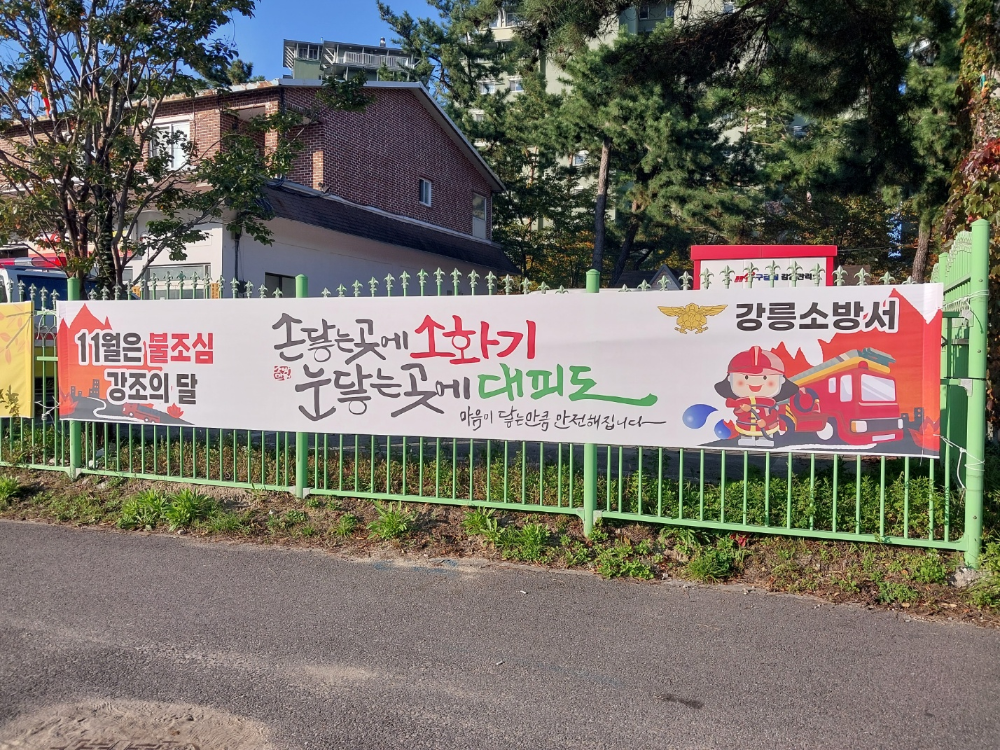 11월은 불조심
강조의 달
손닿는곳에 소화기
눈닿는곳에 대피도
마음이 닿는만큼 안전해집니다
강릉소방서